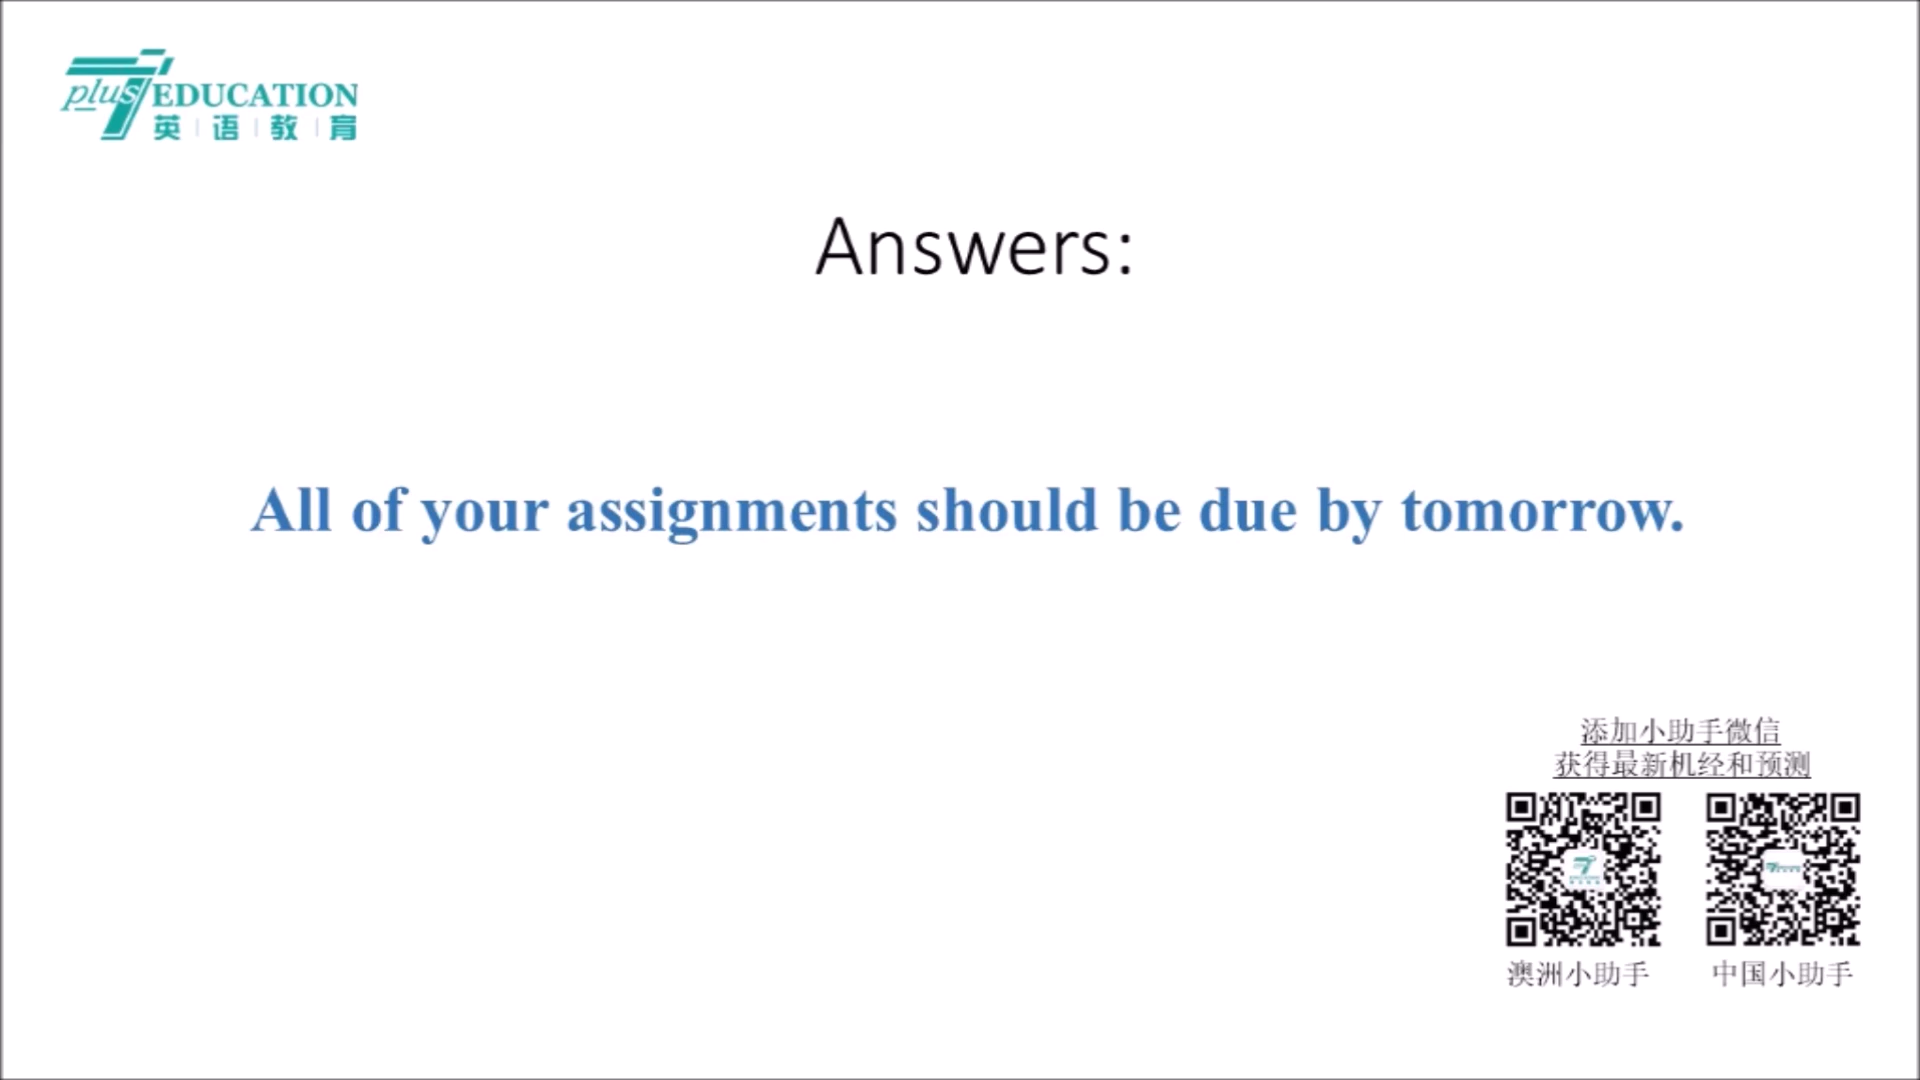 plus 7 EDUCATION
英语教育
Answers:
All of your assignments should be due by tomorrow.
添加小助手微信
获得最新机经和预测
澳洲小助手
中国小助手